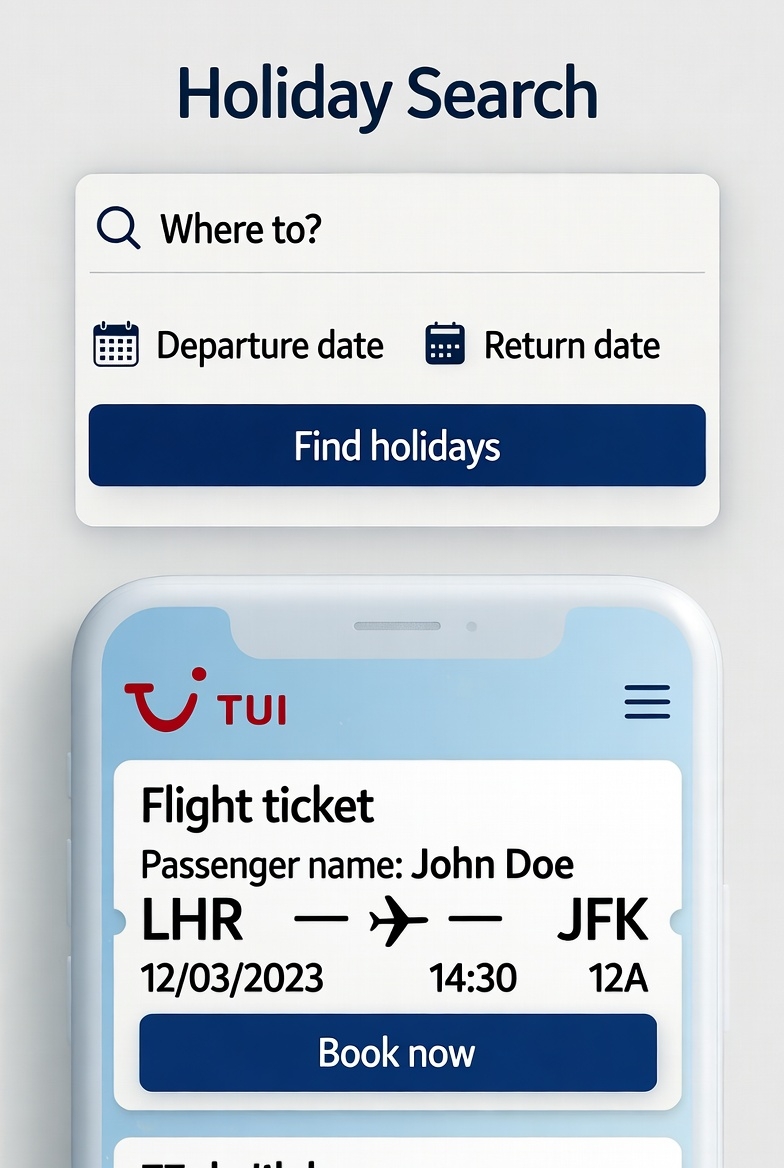 Holiday Search
Where to?
Departure date Return date
Find holidays
TUI
Flight ticket
Passenger name: John Doe
LHR JFK
12/03/2023 14:30 12A
Book now